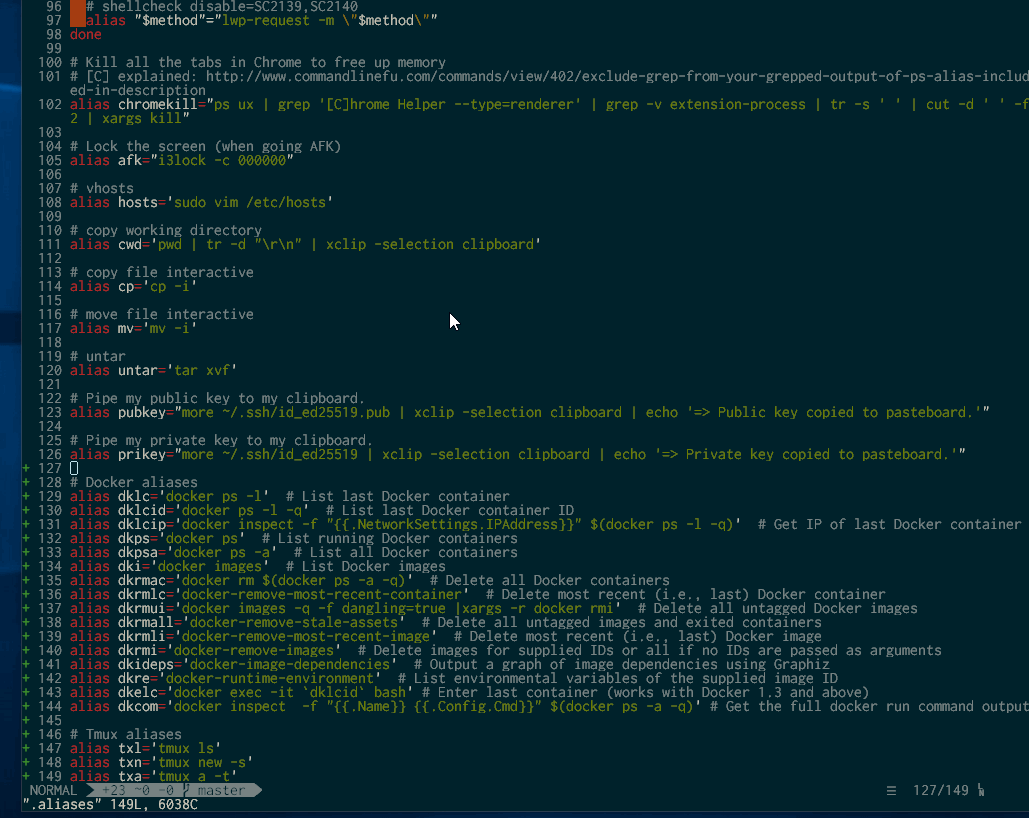 96   # shellcheck disable=SC2139,SC2140
97   alias "$method"="lwp-request -m \"$method\""
98 done
99
100 # Kill all the tabs in Chrome to free up memory
101 # [C] explained: http://www.commandlinefu.com/commands/view/402/exclude-grep-from-your-grepped-output-of-ps-alias-includ
ed-in-description
102 alias chromekill="ps ux | grep '[C]hrome Helper --type=renderer' | grep -v extension-process | tr -s ' ' | cut -d ' ' -f
2 | xargs kill"
103
104 # Lock the screen (when going AFK)
105 alias afk="i3lock -c 000000"
106
107 # vhosts
108 alias hosts='sudo vim /etc/hosts'
109
110 # copy working directory
111 alias cwd='pwd | tr -d "\r\n" | xclip -selection clipboard'
112
113 # copy file interactive
114 alias cp='cp -i'
115
116 # move file interactive
117 alias mv='mv -i'
118
119 # untar
120 alias untar='tar xvf'
121
122 # Pipe my public key to my clipboard.
123 alias pubkey="more ~/.ssh/id_ed25519.pub | xclip -selection clipboard | echo '=> Public key copied to pasteboard.'"
124
125 # Pipe my private key to my clipboard.
126 alias prikey="more ~/.ssh/id_ed25519 | xclip -selection clipboard | echo '=> Private key copied to pasteboard.'"
+ 127
+ 128 # Docker aliases
+ 129 alias dklc='docker ps -l'  # List last Docker container
+ 130 alias dklcid='docker ps -l -q'  # List last Docker container ID
+ 131 alias dklcip='docker inspect -f "{{.NetworkSettings.IPAddress}}" $(docker ps -l -q)'  # Get IP of last Docker container
+ 132 alias dkps='docker ps'  # List running Docker containers
+ 133 alias dkpsa='docker ps -a'  # List all Docker containers
+ 134 alias dki='docker images'  # List Docker images
+ 135 alias dkrmac='docker rm $(docker ps -a -q)'  # Delete all Docker containers
+ 136 alias dkrmlc='docker-remove-most-recent-container'  # Delete most recent (i.e., last) Docker container
+ 137 alias dkrmui='docker images -q -f dangling=true |xargs -r docker rmi'  # Delete all untagged Docker images
+ 138 alias dkrmall='docker-remove-stale-assets'  # Delete all untagged images and exited containers
+ 139 alias dkrmli='docker-remove-most-recent-image'  # Delete most recent (i.e., last) Docker image
+ 140 alias dkrmi='docker-remove-images'  # Delete images for supplied IDs or all if no IDs are passed as arguments
+ 141 alias dkideps='docker-image-dependencies'  # Output a graph of image dependencies using Graphiz
+ 142 alias dkre='docker-runtime-environment'  # List environmental variables of the supplied image ID
+ 143 alias dkelc='docker exec -it `dklcid` bash' # Enter last container (works with Docker 1.3 and above)
+ 144 alias dkcom='docker inspect  -f "{{.Name}} {{.Config.Cmd}}" $(docker ps -a -q)' # Get the full docker run command output
+ 145
+ 146 # Tmux aliases
+ 147 alias txl='tmux ls'
+ 148 alias txn='tmux new -s'
+ 149 alias txa='tmux a -t'
NORMAL +23 ~0 -0 master ☰ 127/149
".aliases" 149L, 6038C